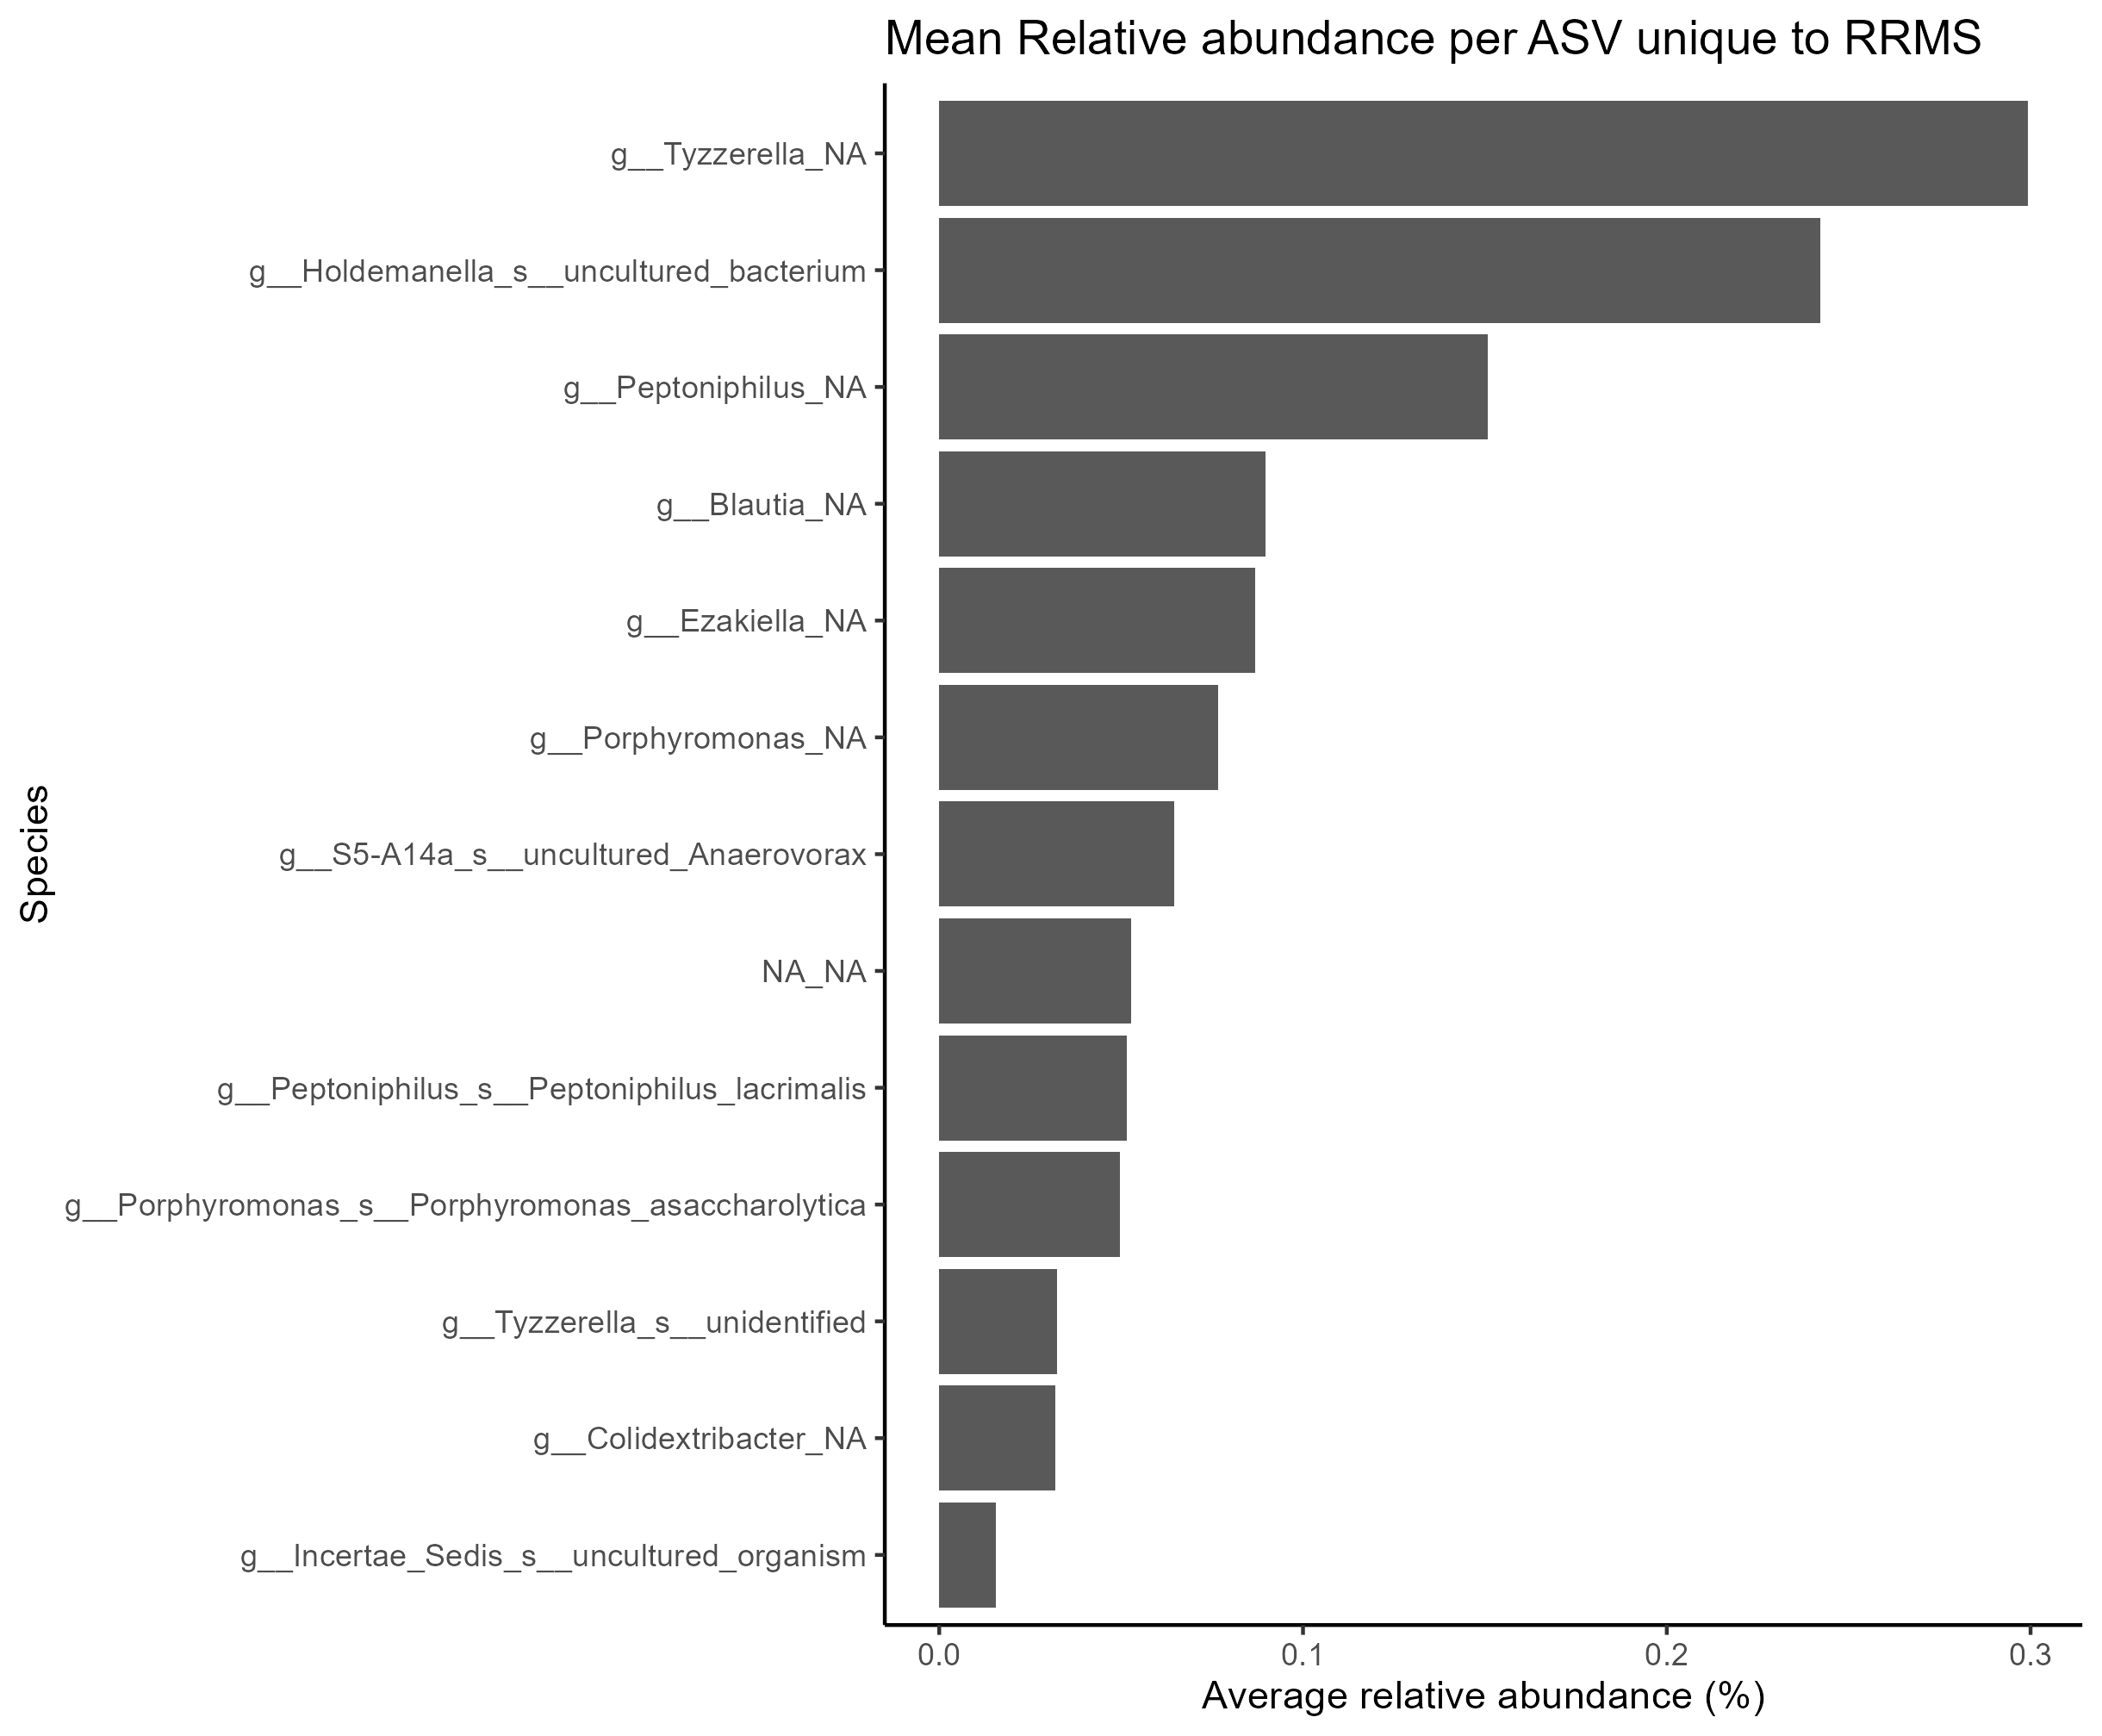 Mean Relative abundance per ASV unique to RRMS
g__Tyzzerella_NA
g__Holdemanella_s__uncultured_bacterium
g__Peptoniphilus_NA
g__Blautia_NA
g__Ezakiella_NA
g__Porphyromonas_NA
g__S5-A14a_s__uncultured_Anaerovorax
NA_NA
g__Peptoniphilus_s__Peptoniphilus_lacrimalis
g__Porphyromonas_s__Porphyromonas_asaccharolytica
g__Tyzzerella_s__unidentified
g__Colidextribacter_NA
g__Incertae_Sedis_s__uncultured_organism
Species
0.0 0.1 0.2 0.3
Average relative abundance (%)